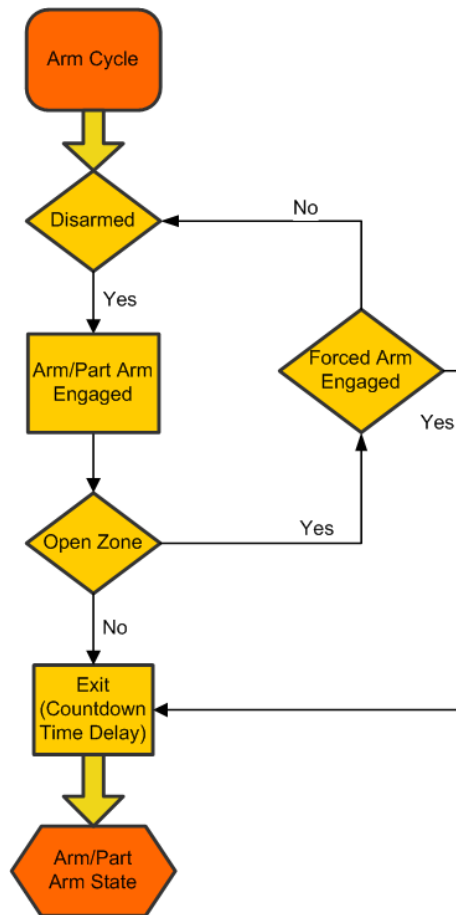 Arm Cycle
Disarmed
No
Yes
Arm/Part Arm
Engaged
Forced Arm
Engaged
Yes
Open Zone
Yes
No
Exit
(Countdown
Time Delay)
Arm/Part
Arm State